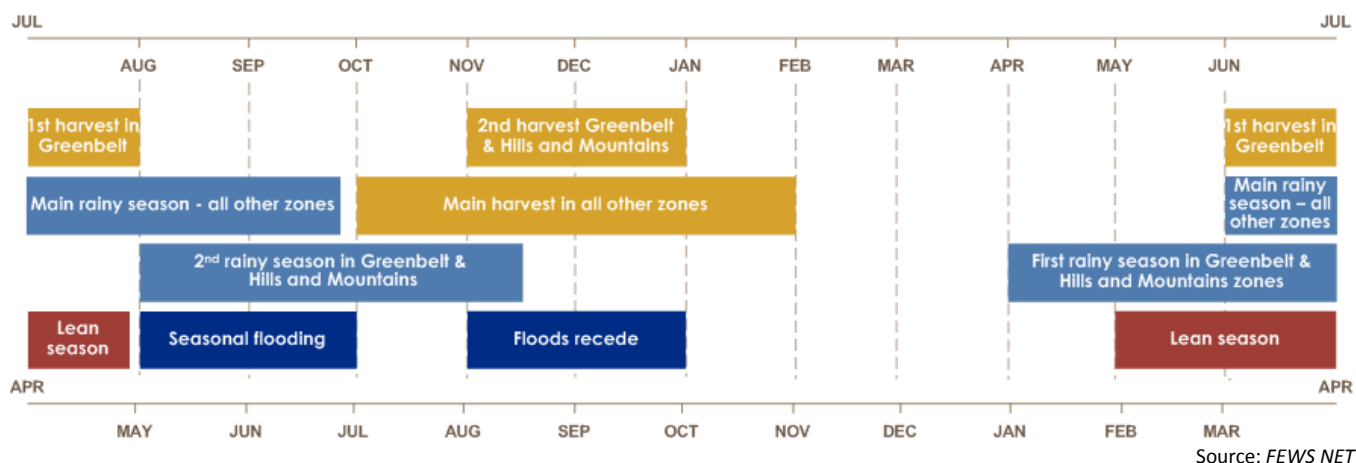 JUL JUL
AUG SEP OCT NOV DEC JAN FEB MAR APR MAY JUN
1st harvest in
Greenbelt
2nd harvest Greenbelt
& Hills and Mountains
1st harvest in
Greenbelt
Main rainy season - all other zones
Main harvest in all other zones
Main rainy
season – all
other zones
2nd rainy season in Greenbelt &
Hills and Mountains
First rainy season in Greenbelt &
Hills and Mountains zones
Lean
season
Seasonal flooding
Floods recede
Lean season
APR APR
MAY JUN JUL AUG SEP OCT NOV DEC JAN FEB MAR
Source: FEWS NET